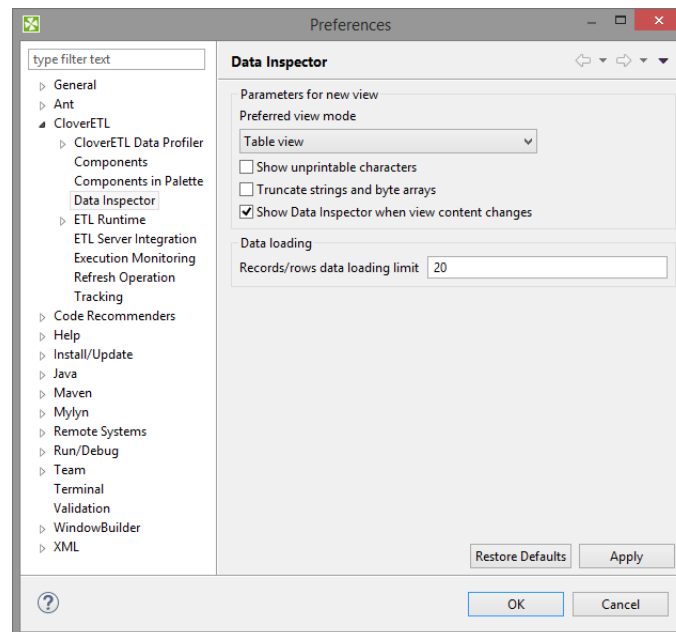 Preferences
type filter text
General
Ant
CloverETL
CloverETL Data Profiler
Components
Components in Palette
Data Inspector
ETL Runtime
ETL Server Integration
Execution Monitoring
Refresh Operation
Tracking
Code Recommenders
Help
Install/Update
Java
Maven
Mylyn
Remote Systems
Run/Debug
Team
Terminal
Validation
WindowBuilder
XML
Data Inspector
Parameters for new view
Preferred view mode
Table view
Show unprintable characters
Truncate strings and byte arrays
Show Data Inspector when view content changes
Data loading
Records/rows data loading limit 20
Restore Defaults Apply
OK Cancel